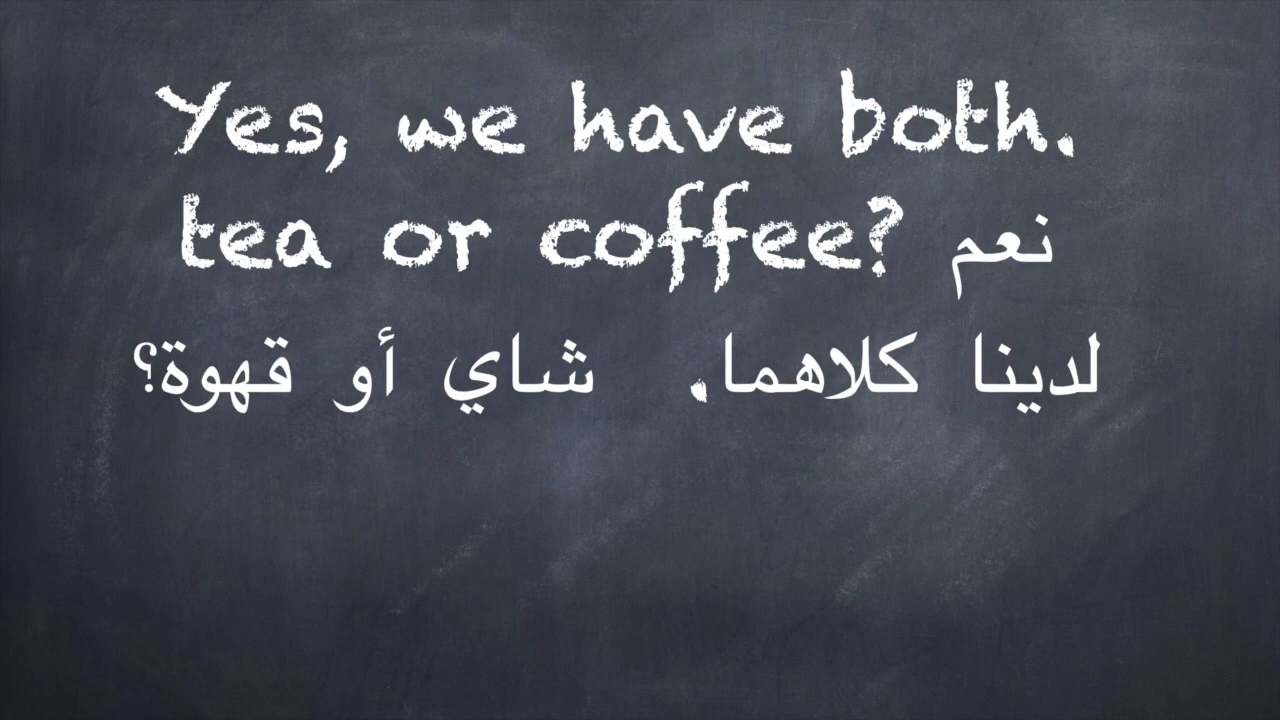 Yes, we have both.
tea or coffee? نعم
لدينا كلاهما. شاي أو قهوة؟